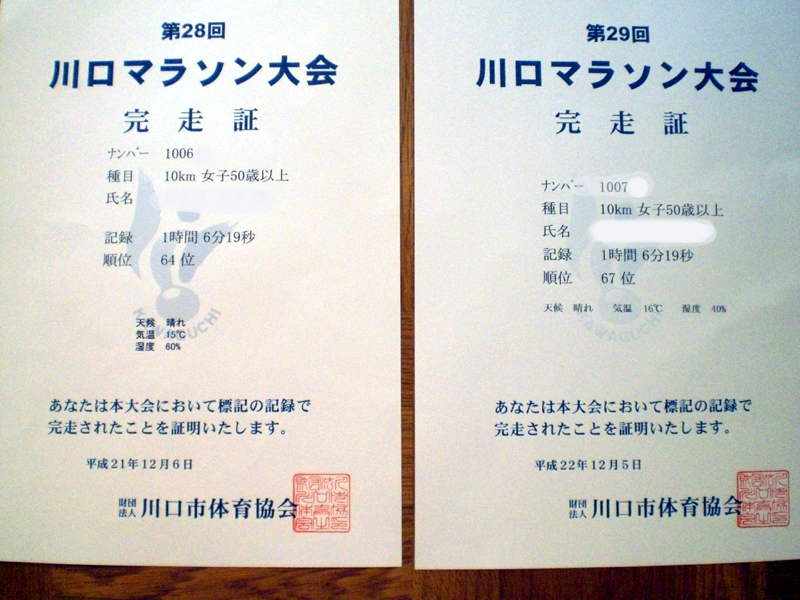 第28回
川口マラソン大会
完走証
ナンバー 1006
種目 10km 女子50歳以上
氏名
記録 1時間 6分19秒
順位 64 位
天候 晴れ
気温 15℃
湿度 60%
KAWAGUCHI
あなたは本大会において標記の記録で
完走されたことを証明いたします。
平成21年12月6日
財団法人 川口市体育協会
第29回
川口マラソン大会
完走証
ナンバー 1007
種目 10km 女子50歳以上
氏名
記録 1時間 6分19秒
順位 67 位
天候 晴れ 気温 16℃ 湿度 40%
KAWAGUCHI
あなたは本大会において標記の記録で
完走されたことを証明いたします。
平成22年12月5日
財団法人 川口市体育協会